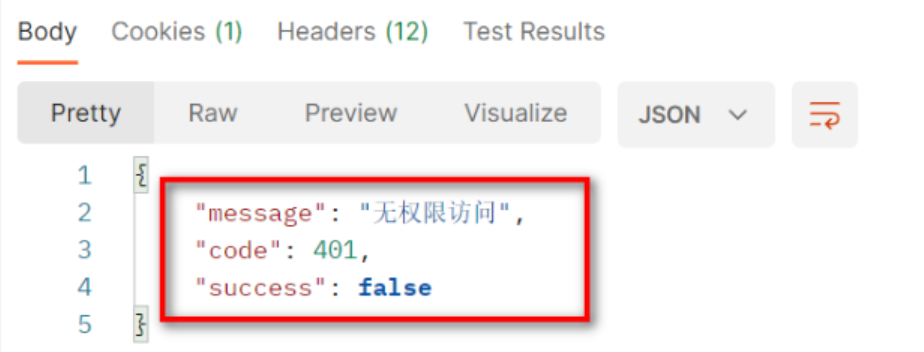 Body Cookies (1) Headers (12) Test Results
Pretty Raw Preview Visualize JSON
1 {
2 "message": "无权限访问",
3 "code": 401,
4 "success": false
5 }